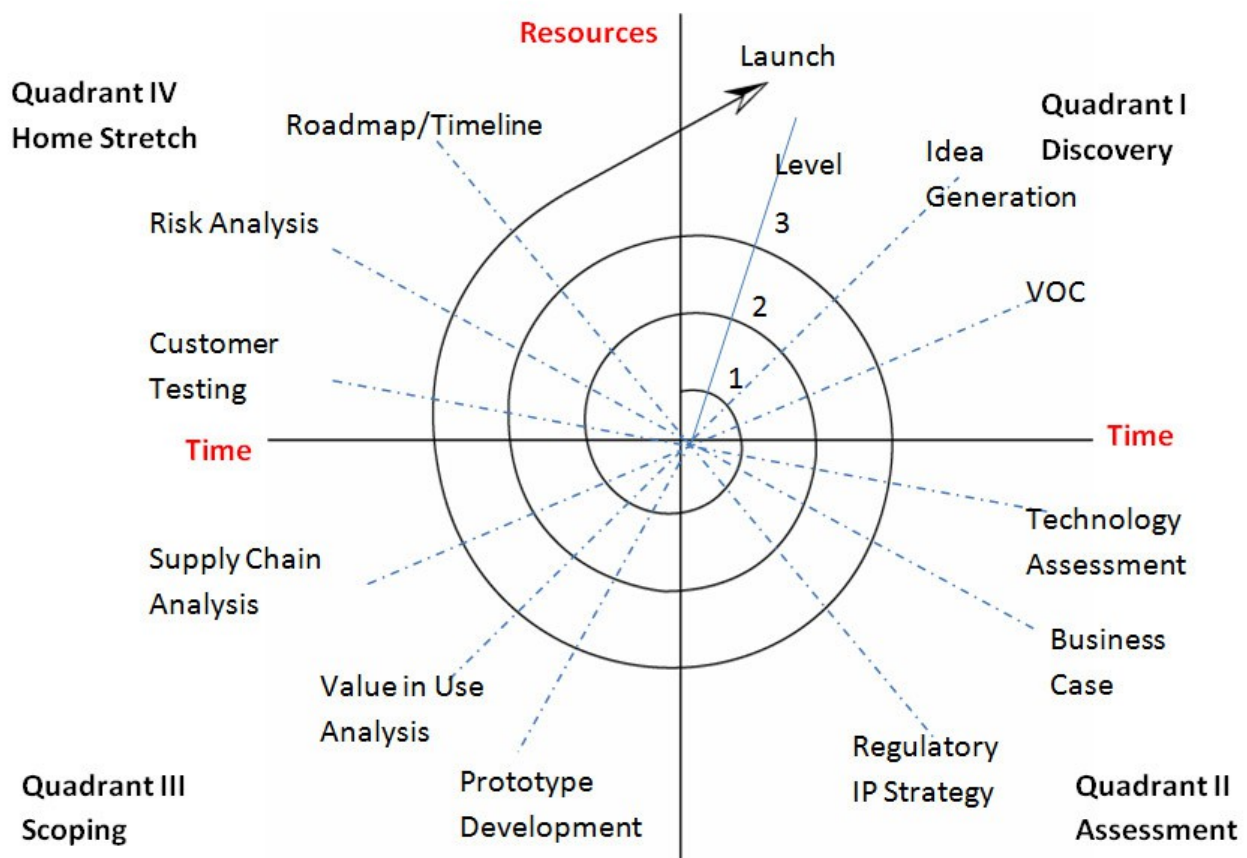 Resources
Launch
Quadrant IV
Home Stretch
Quadrant I
Discovery
Roadmap/Timeline
Level
Idea
Generation
Risk Analysis
3
VOC
2
Customer
Testing
1
Time
Time
Technology
Assessment
Supply Chain
Analysis
Business
Case
Value in Use
Analysis
Regulatory
IP Strategy
Quadrant III
Scoping
Prototype
Development
Quadrant II
Assessment